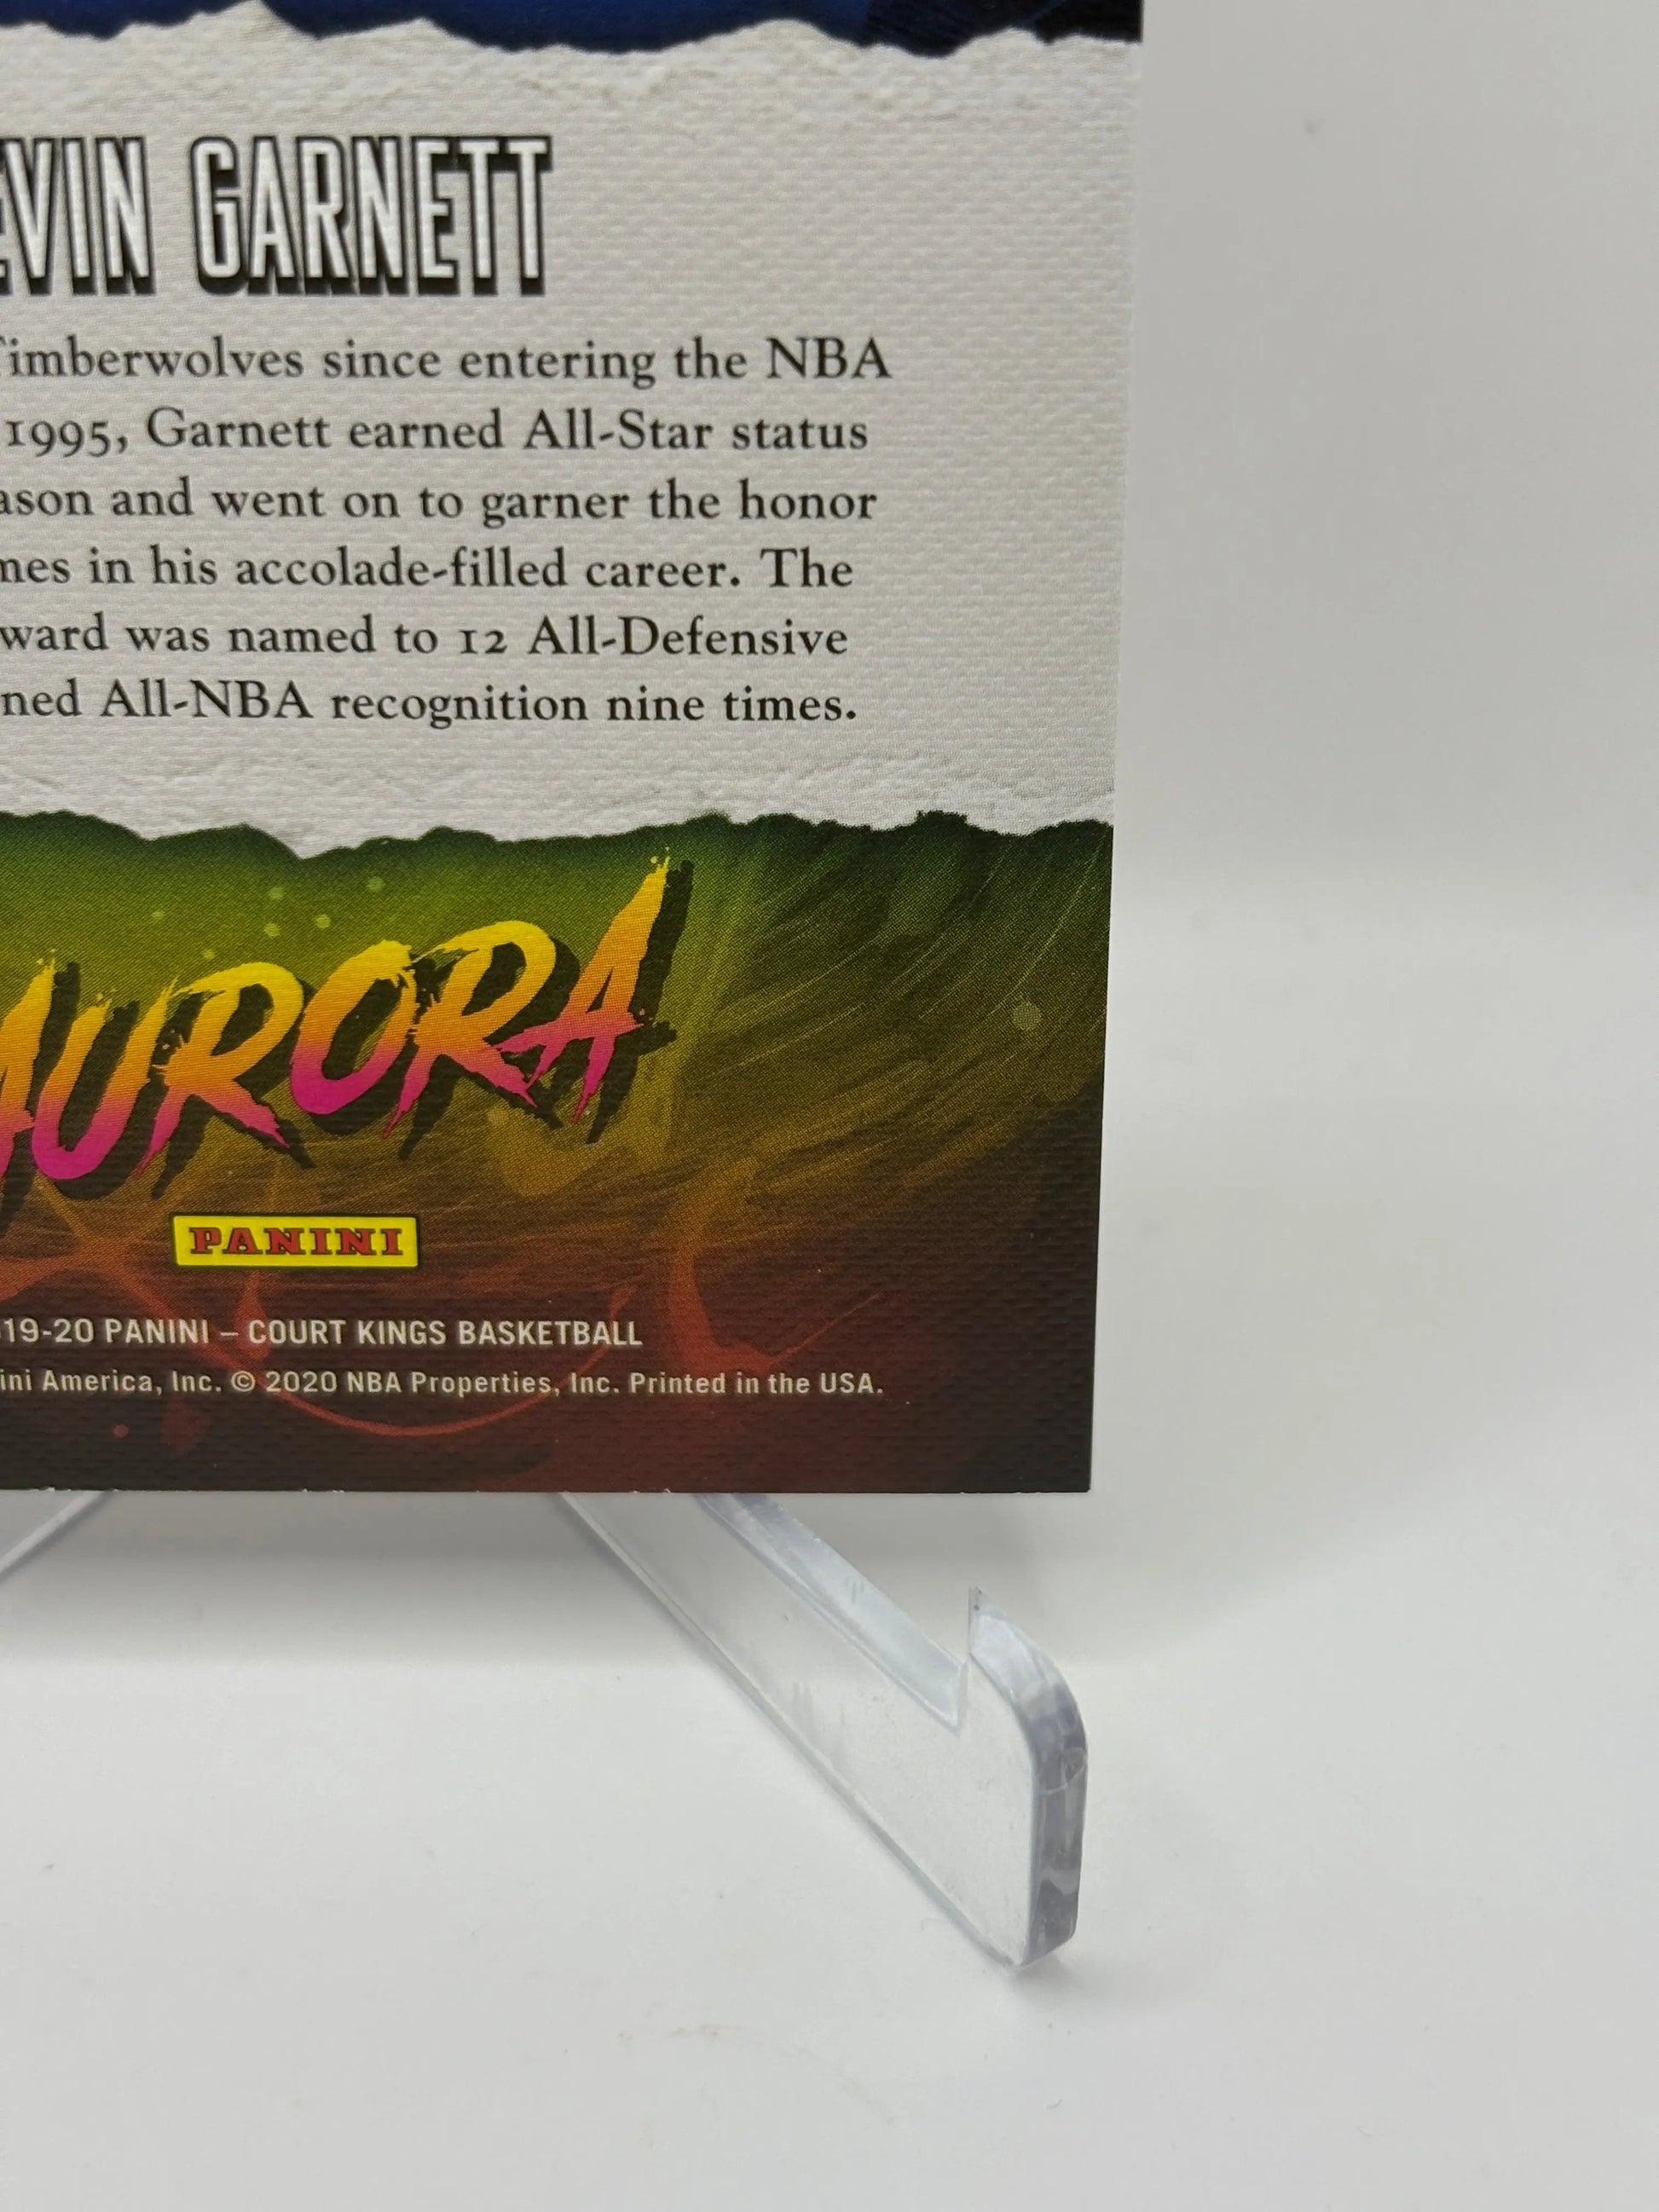 EVIN GARNETT
Timberwolves since entering the NBA
1995, Garnett earned All-Star status
ason and went on to garner the honor
mes in his accolade-filled career. The
ward was named to 12 All-Defensive
ned All-NBA recognition nine times.
AURORA
PANINI
19-20 PANINI – COURT KINGS BASKETBALL
ini America, Inc. © 2020 NBA Properties, Inc. Printed in the USA.